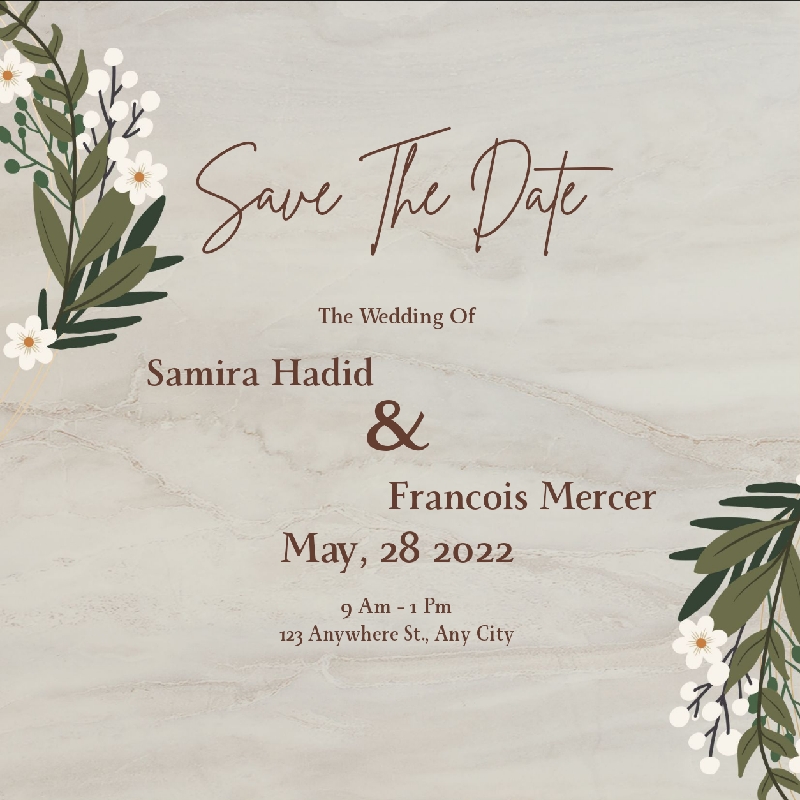 Save The Date
The Wedding Of
Samira Hadid
&
Francois Mercer
May, 28 2022
9 Am - 1 Pm
123 Anywhere St., Any City